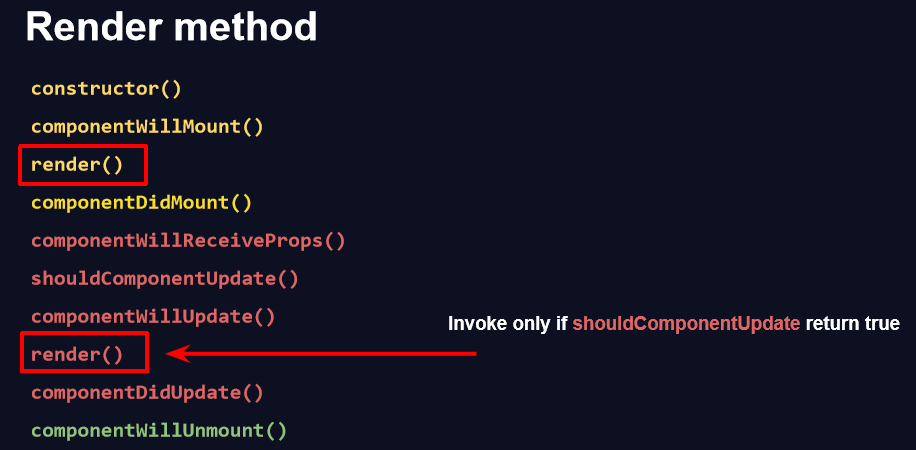 Render method
constructor()
componentWillMount()
render()
componentDidMount()
componentWillReceiveProps()
shouldComponentUpdate()
componentWillUpdate()
Invoke only if shouldComponentUpdate return true
render()
componentDidUpdate()
componentWillUnmount()